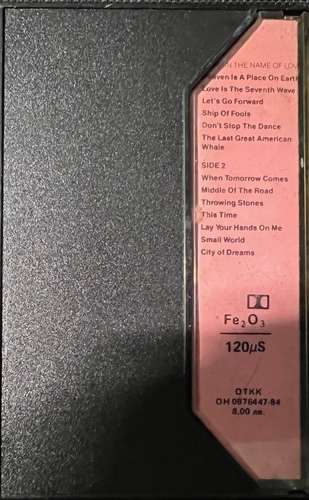 IN THE NAME OF LOV
aven Is A Place On Earth
Love Is The Seventh Wave
Let's Go Forward
Ship Of Fools
Don't Stop The Dance
The Last Great American
Whale
SIDE 2
When Tomorrow Comes
Middle Of The Road
Throwing Stones
This Time
Lay Your Hands On Me
Small World
City of Dreams
Fe₂O₃
120µS
ОТКК
ОН 0876447-84
8,00 лв.